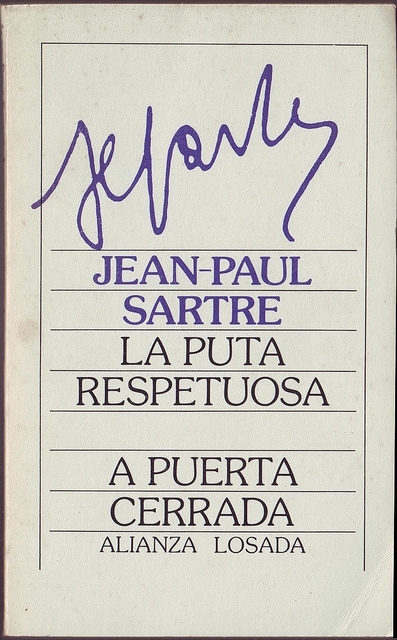 JEAN-PAUL
SARTRE
LA PUTA
RESPETUOSA
A PUERTA
CERRADA
ALIANZA LOSADA